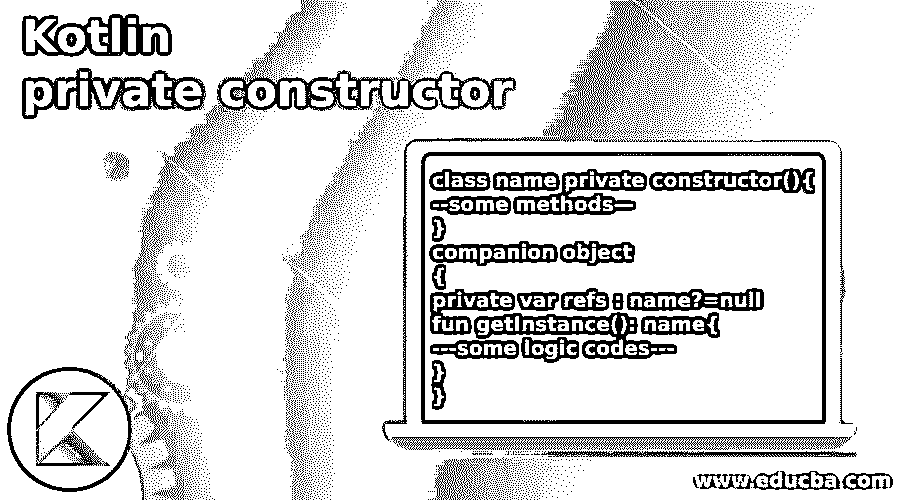 Kotlin
private constructor
class name private constructor(){
--some methods—
}
companion object
{
private var refs : name?=null
fun getInstance(): name{
---some logic codes---
}
}
www.educba.com